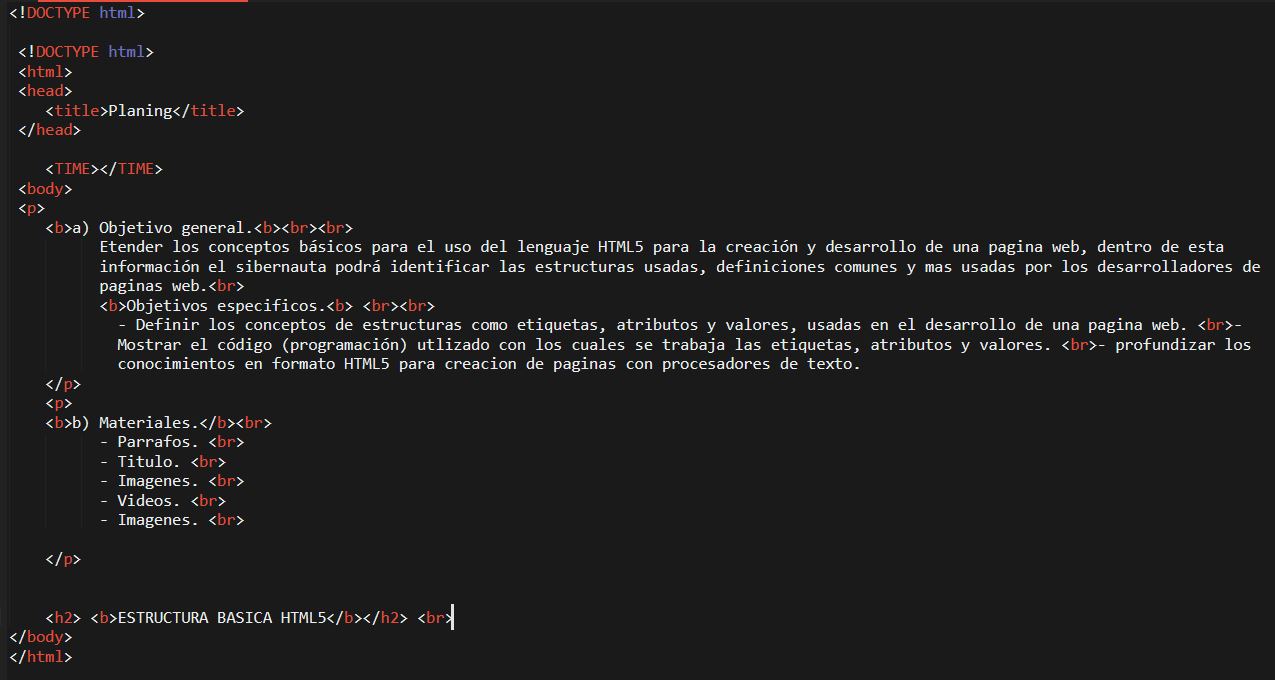 <!DOCTYPE html>
<!DOCTYPE html>
<html>
<head>
<title>Planing</title>
</head>
<TIME></TIME>
<body>
<p>
<b>a) Objetivo general.<b><br><br>
Etender los conceptos básicos para el uso del lenguaje HTML5 para la creación y desarrollo de una pagina web, dentro de esta
información el sibernauta podrá identificar las estructuras usadas, definiciones comunes y mas usadas por los desarrolladores de
paginas web.<br>
<b>Objetivos especificos.<b> <br><br>
- Definir los conceptos de estructuras como etiquetas, atributos y valores, usadas en el desarrollo de una pagina web. <br>-
Mostrar el código (programación) utlizado con los cuales se trabaja las etiquetas, atributos y valores. <br>- profundizar los
conocimientos en formato HTML5 para creacion de paginas con procesadores de texto.
</p>
<p>
<b>b) Materiales.</b><br>
- Parrafos. <br>
- Titulo. <br>
- Imagenes. <br>
- Videos. <br>
- Imagenes. <br>
</p>
<h2> <b>ESTRUCTURA BASICA HTML5</b></h2> <br>
</body>
</html>